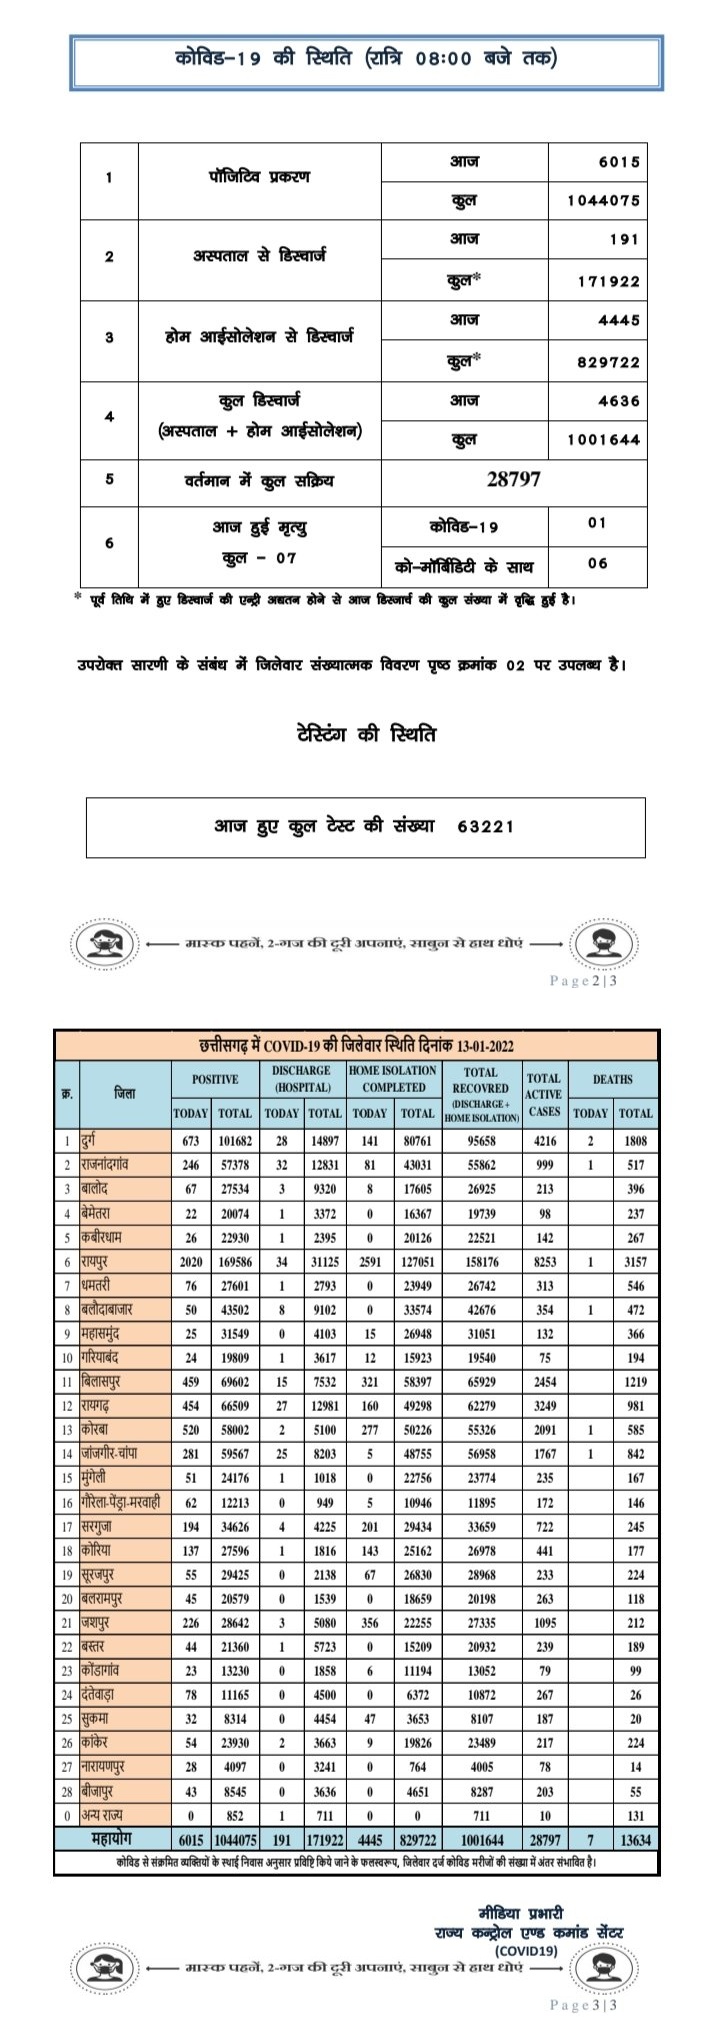 कोविड-19 की स्थिति (रात्रि 08:00 बजे तक)
1 पॉजिटिव प्रकरण आज 6015
कुल 1044075
2 अस्पताल से डिस्चार्ज आज 191
कुल* 171922
3 होम आईसोलेशन से डिस्चार्ज आज 4445
कुल* 829722
4 कुल डिस्चार्ज (अस्पताल + होम आईसोलेशन) आज 4636
कुल 1001644
5 वर्तमान में कुल सक्रिय 28797
6 आज हुई मृत्यु कुल - 07 कोविड-19 01
को-मॉर्बिडिटी के साथ 06
* पूर्व तिथि में हुए डिस्चार्ज की एन्ट्री अद्यतन होने से आज डिस्जार्च की कुल संख्या में वृद्धि हुई है।
उपरोक्त सारणी के संबंध में जिलेवार संख्यात्मक विवरण पृष्ठ क्रमांक 02 पर उपलब्ध है।
टेस्टिंग की स्थिति
आज हुए कुल टेस्ट की संख्या 63221
मास्क पहनें, 2-गज की दूरी अपनाएं, साबुन से हाथ धोएं
Page2|3
छत्तीसगढ़ में COVID-19 की जिलेवार स्थिति दिनांक 13-01-2022
क्र. जिला POSITIVE DISCHARGE (HOSPITAL) HOME ISOLATION COMPLETED TOTAL RECOVRED (DISCHARGE + HOME ISOLATION) TOTAL ACTIVE CASES DEATHS
TODAY TOTAL TODAY TOTAL TODAY TOTAL TODAY TOTAL
1 दुर्ग 673 101682 28 14897 141 80761 95658 4216 2 1808
2 राजनांदगांव 246 57378 32 12831 81 43031 55862 999 1 517
3 बालोद 67 27534 3 9320 8 17605 26925 213 396
4 बेमेतरा 22 20074 1 3372 0 16367 19739 98 237
5 कबीरधाम 26 22930 1 2395 0 20126 22521 142 267
6 रायपुर 2020 169586 34 31125 2591 127051 158176 8253 1 3157
7 धमतरी 76 27601 1 2793 0 23949 26742 313 546
8 बलौदाबाजार 50 43502 8 9102 0 33574 42676 354 1 472
9 महासमुंद 25 31549 0 4103 15 26948 31051 132 366
10 गरियाबंद 24 19809 1 3617 12 15923 19540 75 194
11 बिलासपुर 459 69602 15 7532 321 58397 65929 2454 1219
12 रायगढ़ 454 66509 27 12981 160 49298 62279 3249 981
13 कोरबा 520 58002 2 5100 277 50226 55326 2091 1 585
14 जांजगीर-चांपा 281 59567 25 8203 5 48755 56958 1767 1 842
15 मुंगेली 51 24176 1 1018 0 22756 23774 235 167
16 गौरेला-पेंड्रा-मरवाही 62 12213 0 949 5 10946 11895 172 146
17 सरगुजा 194 34626 4 4225 201 29434 33659 722 245
18 कोरिया 137 27596 1 1816 143 25162 26978 441 177
19 सूरजपुर 55 29425 0 2138 67 26830 28968 233 224
20 बलरामपुर 45 20579 0 1539 0 18659 20198 263 118
21 जशपुर 226 28642 3 5080 356 22255 27335 1095 212
22 बस्तर 44 21360 1 5723 0 15209 20932 239 189
23 कोंडागांव 23 13230 0 1858 6 11194 13052 79 99
24 दंतेवाड़ा 78 11165 0 4500 0 6372 10872 267 26
25 सुकमा 32 8314 0 4454 47 3653 8107 187 20
26 कांकेर 54 23930 2 3663 9 19826 23489 217 224
27 नारायणपुर 28 4097 0 3241 0 764 4005 78 14
28 बीजापुर 43 8545 0 3636 0 4651 8287 203 55
0 अन्य राज्य 0 852 1 711 0 0 711 10 131
महायोग 6015 1044075 191 171922 4445 829722 1001644 28797 7 13634
कोविड से संक्रमित व्यक्तियों के स्थाई निवास अनुसार प्रविष्टि किये जाने के फलस्वरूप, जिलेवार दर्ज कोविड मरीजों की संख्या में अंतर संभावित है।
मीडिया प्रभारी
राज्य कन्ट्रोल एण्ड कमांड सेंटर
(COVID19)
मास्क पहनें, 2-गज की दूरी अपनाएं, साबुन से हाथ धोएं
Page3|3